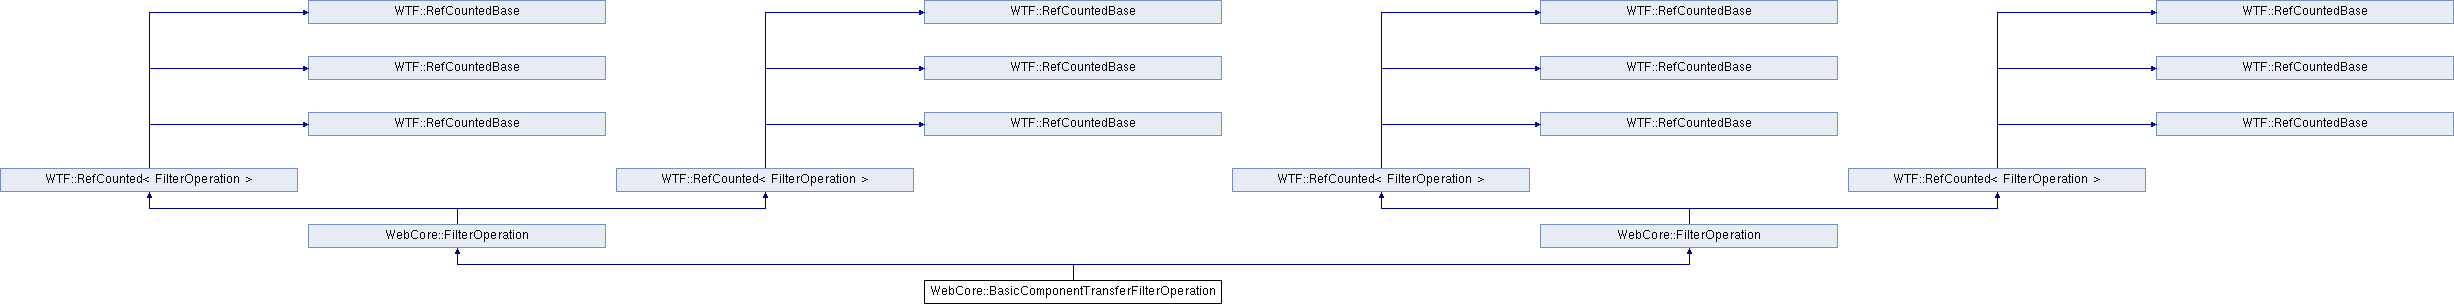 WTF::RefCountedBase WTF::RefCountedBase WTF::RefCountedBase WTF::RefCountedBase
WTF::RefCountedBase WTF::RefCountedBase WTF::RefCountedBase WTF::RefCountedBase
WTF::RefCountedBase WTF::RefCountedBase WTF::RefCountedBase WTF::RefCountedBase
WTF::RefCounted< FilterOperation > WTF::RefCounted< FilterOperation > WTF::RefCounted< FilterOperation > WTF::RefCounted< FilterOperation >
WebCore::FilterOperation WebCore::FilterOperation
WebCore::BasicComponentTransferFilterOperation